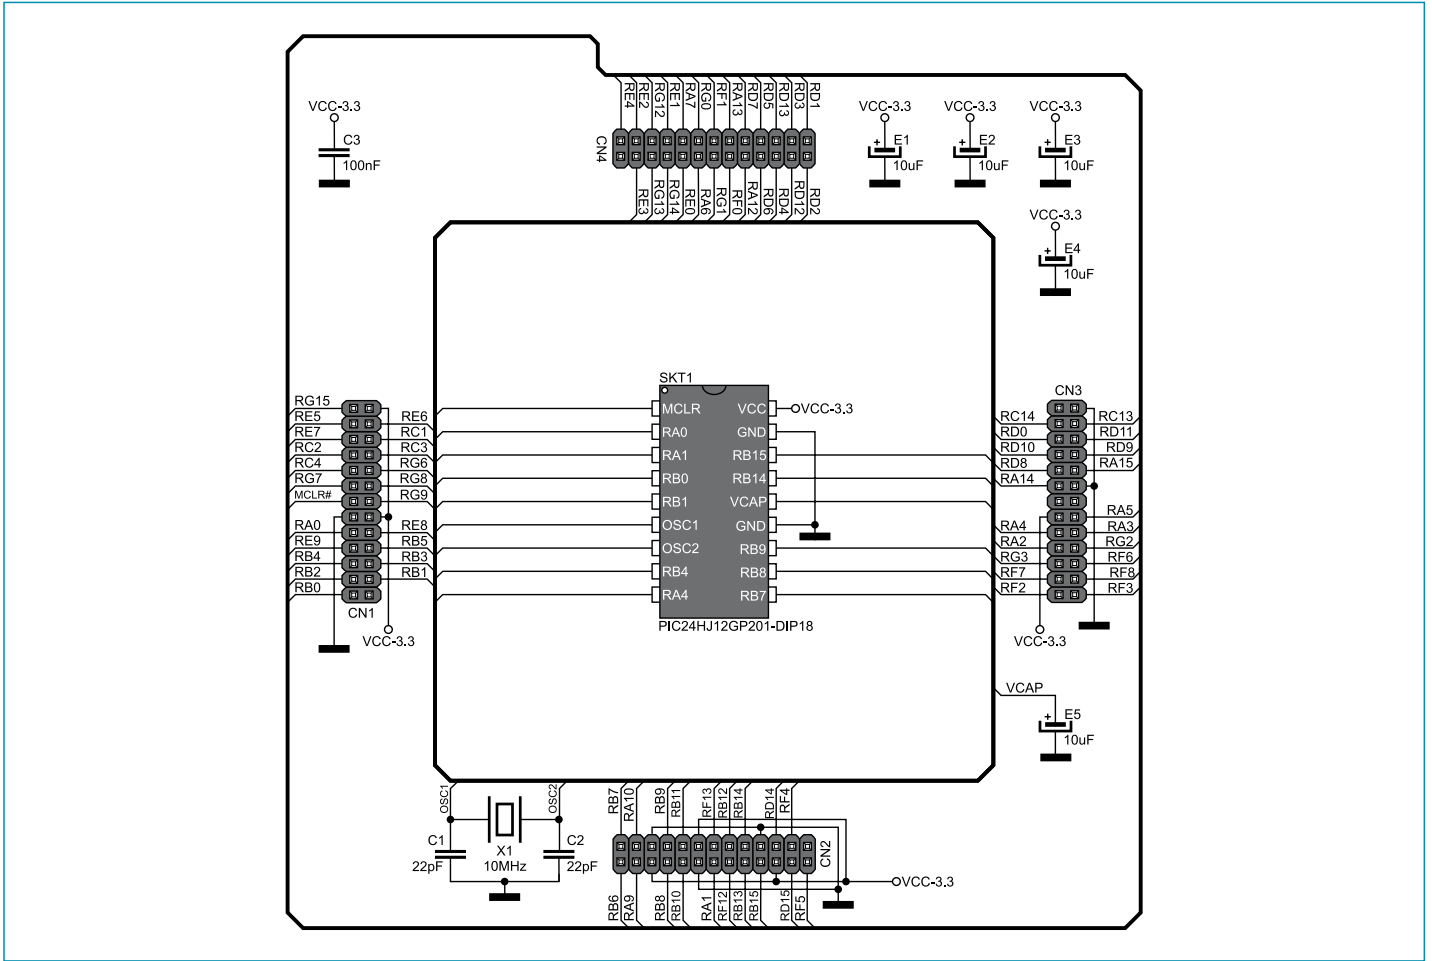 RE4
RE2
RG12
RE1
RA7
RG0
RF1
RA13
RD7
RD5
RD13
RD3
RD1
CN4
RE3
RG13
RG14
RE0
RA6
RG1
RF0
RA12
RD6
RD4
RD12
RD2
VCC-3.3
C3
100nF
VCC-3.3
E1
10uF
VCC-3.3
E2
10uF
VCC-3.3
E3
10uF
VCC-3.3
E4
10uF
RG15
RE5
RE7
RC2
RC4
RG7
MCLR#
RA0
RE9
RB4
RB2
RB0
RE6
RC1
RC3
RG6
RG8
RG9
RE8
RB5
RB3
RB1
CN1
VCC-3.3
SKT1
MCLR
RA0
RA1
RB0
RB1
OSC1
OSC2
RB4
RA4
VCC
GND
RB15
RB14
VCAP
GND
RB9
RB8
RB7
PIC24HJ12GP201-DIP18
VCC-3.3
CN3
RC14
RD0
RD10
RD8
RA14
RA4
RA2
RG3
RF7
RF2
RC13
RD11
RD9
RA15
RA5
RA3
RG2
RF6
RF8
RF3
VCC-3.3
VCAP
E5
10uF
OSC1
OSC2
C1
22pF
X1
10MHz
C2
22pF
RB7
RA10
RB9
RB11
RF13
RB12
RB14
RD14
RF4
CN2
RB6
RA9
RB8
RB10
RA1
RF12
RB13
RB15
RD15
RF5
VCC-3.3